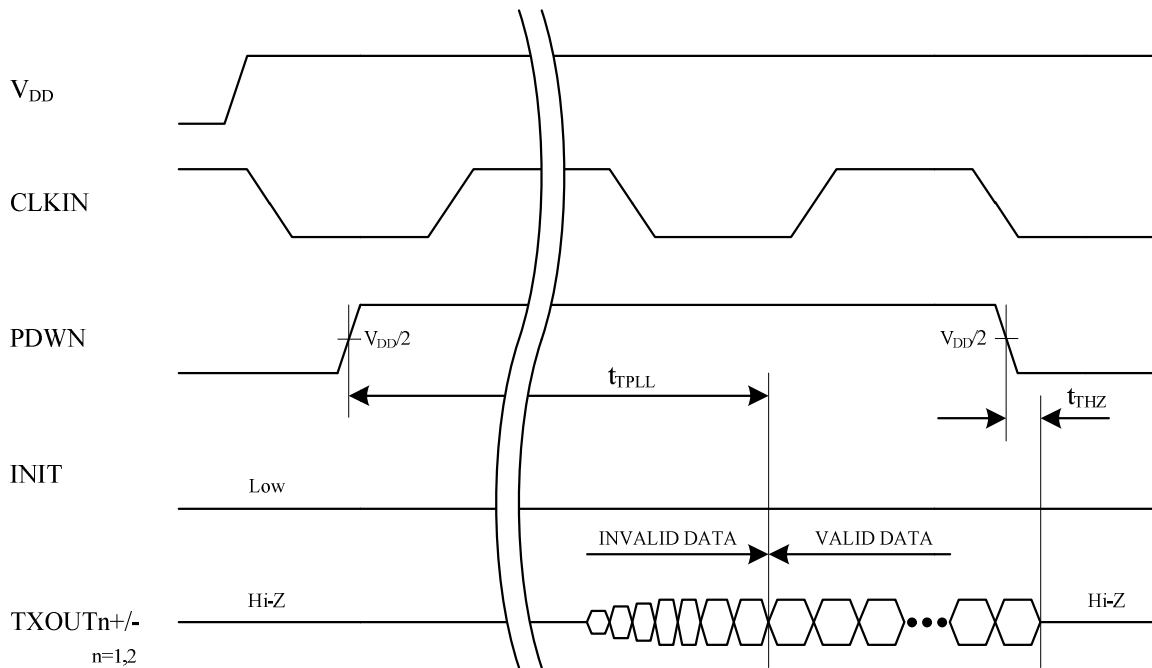 VDD
CLKIN
PDWN
VDD/2
VDD/2
tTPLL
tTHZ
INIT
Low
INVALID DATA
VALID DATA
TXOUTn+/-
n=1,2
Hi-Z
Hi-Z